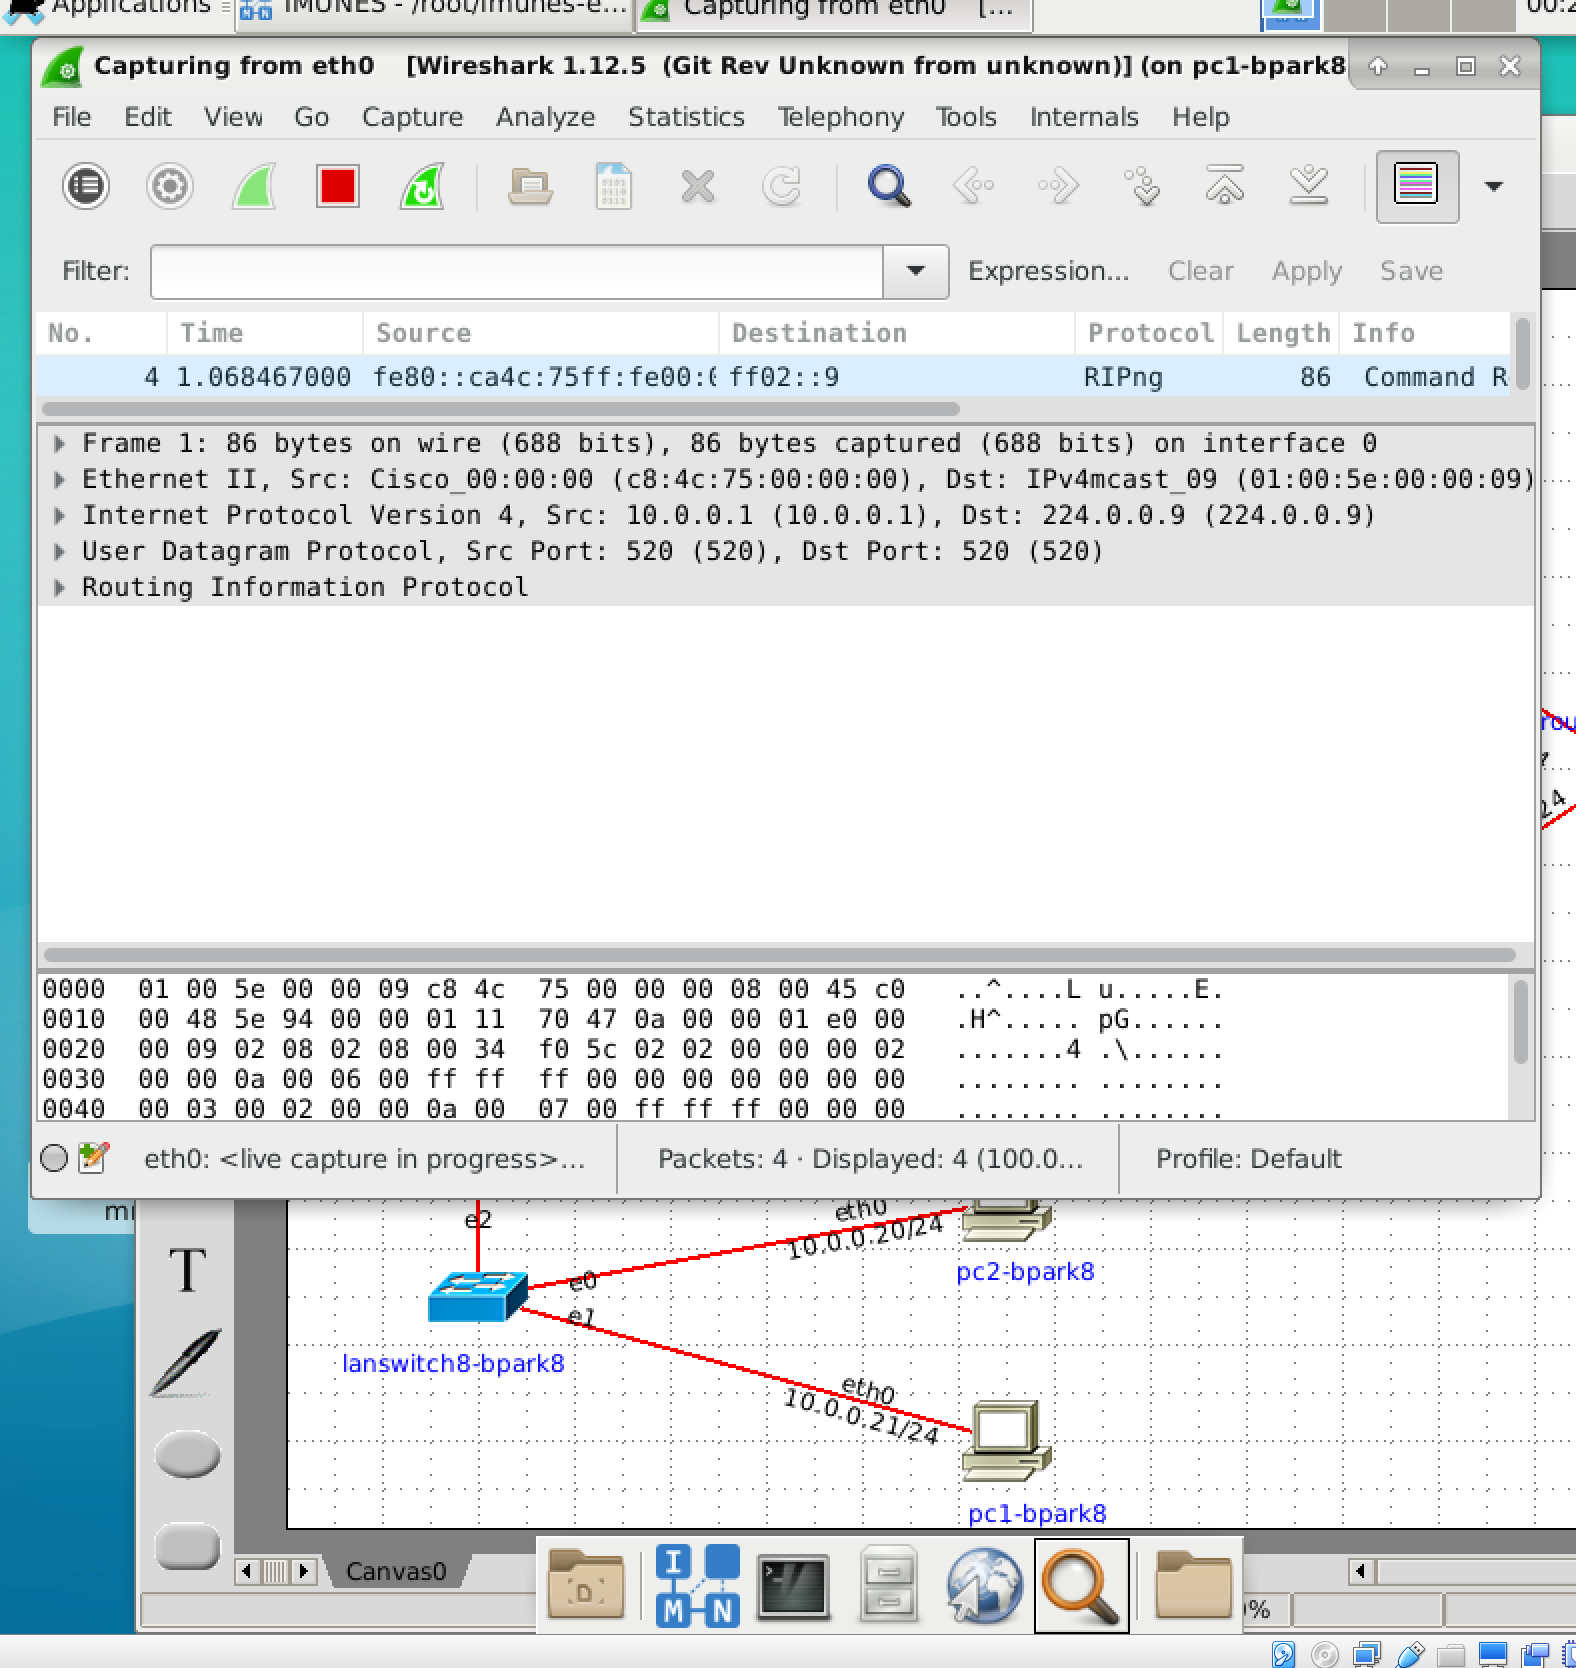 Applications IMUNES - /root/imunes-e... Capturing from eth0 [...
Capturing from eth0 [Wireshark 1.12.5 (Git Rev Unknown from unknown)] (on pc1-bpark8
File Edit View Go Capture Analyze Statistics Telephony Tools Internals Help
Filter: Expression... Clear Apply Save
No. Time Source Destination Protocol Length Info
4 1.068467000 fe80::ca4c:75ff:fe00:( ff02::9 RIPng 86 Command R
Frame 1: 86 bytes on wire (688 bits), 86 bytes captured (688 bits) on interface 0
Ethernet II, Src: Cisco_00:00:00 (c8:4c:75:00:00:00), Dst: IPv4mcast_09 (01:00:5e:00:00:09)
Internet Protocol Version 4, Src: 10.0.0.1 (10.0.0.1), Dst: 224.0.0.9 (224.0.0.9)
User Datagram Protocol, Src Port: 520 (520), Dst Port: 520 (520)
Routing Information Protocol
0000 01 00 5e 00 00 09 c8 4c 75 00 00 00 08 00 45 c0 ..^....L u.....E.
0010 00 48 5e 94 00 00 01 11 70 47 0a 00 00 01 e0 00 .H^..... pG......
0020 00 09 02 08 02 08 00 34 f0 5c 02 02 00 00 00 02 .......4 .\......
0030 00 00 0a 00 06 00 ff ff ff 00 00 00 00 00 00 00 ........ ........
0040 00 03 00 02 00 00 0a 00 07 00 ff ff ff 00 00 00 ........ ........
eth0: <live capture in progress>... Packets: 4 · Displayed: 4 (100.0... Profile: Default
rou
24
e2
eth0
10.0.0.20/24
pc2-bpark8
T
e0
e1
lanswitch8-bpark8
eth0
10.0.0.21/24
pc1-bpark8
Canvas0
I
M N
%